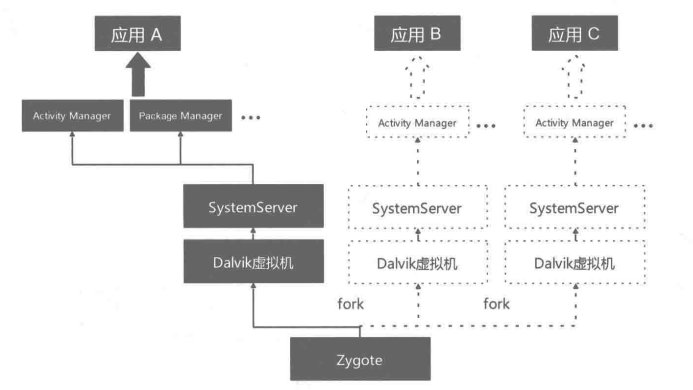 应用 A
应用 B
应用 C
Activity Manager
Package Manager
•••
Activity Manager
•••
Activity Manager
•••
SystemServer
SystemServer
SystemServer
Dalvik虚拟机
Dalvik虚拟机
Dalvik虚拟机
fork
fork
Zygote